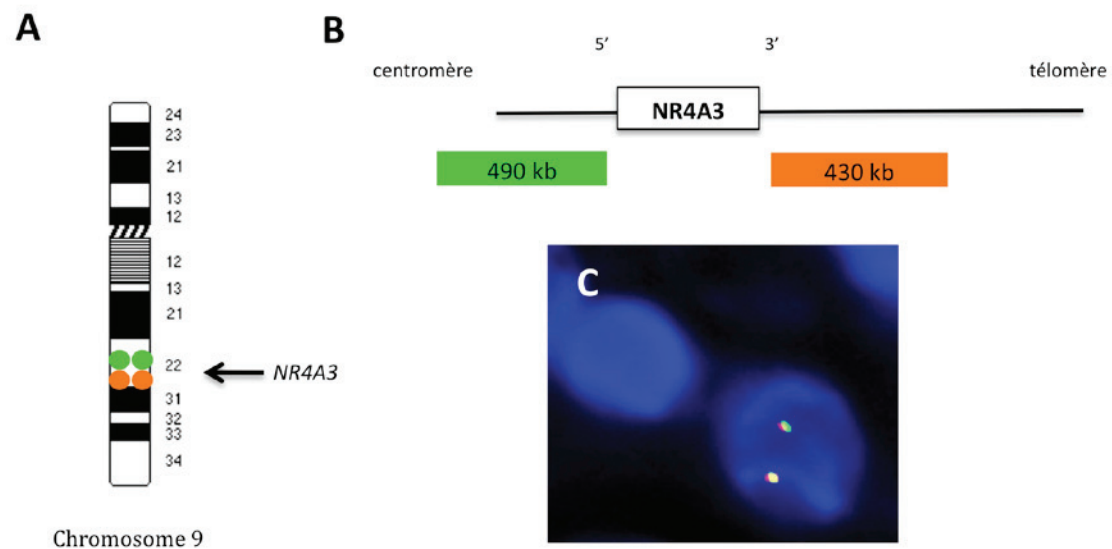 A
24
23
21
13
12
12
13
21
22
31
32
33
34
NR4A3
Chromosome 9
B
5’
3’
centromère
télomère
NR4A3
490 kb
430 kb
C